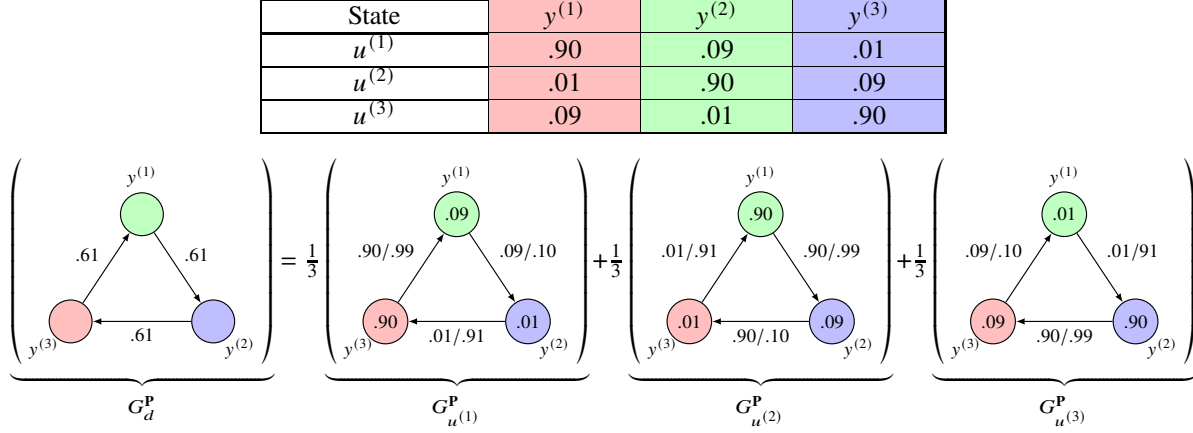 State y^(1) y^(2) y^(3)
u^(1) .90 .09 .01
u^(2) .01 .90 .09
u^(3) .09 .01 .90
y^(1) y^(1) y^(1) y^(1)
.09 .90 .01
.61 .61 = 1/3 .90/.99 .09/.10 + 1/3 .01/.91 .90/.99 + 1/3 .09/.10 .01/91
.90 .01 .01 .09 .09 .90
y^(3) .61 y^(2) y^(3) .01/.91 y^(2) y^(3) .90/.10 y^(2) y^(3) .90/.99 y^(2)
G_d^P G_{u^(1)}^P G_{u^(2)}^P G_{u^(3)}^P